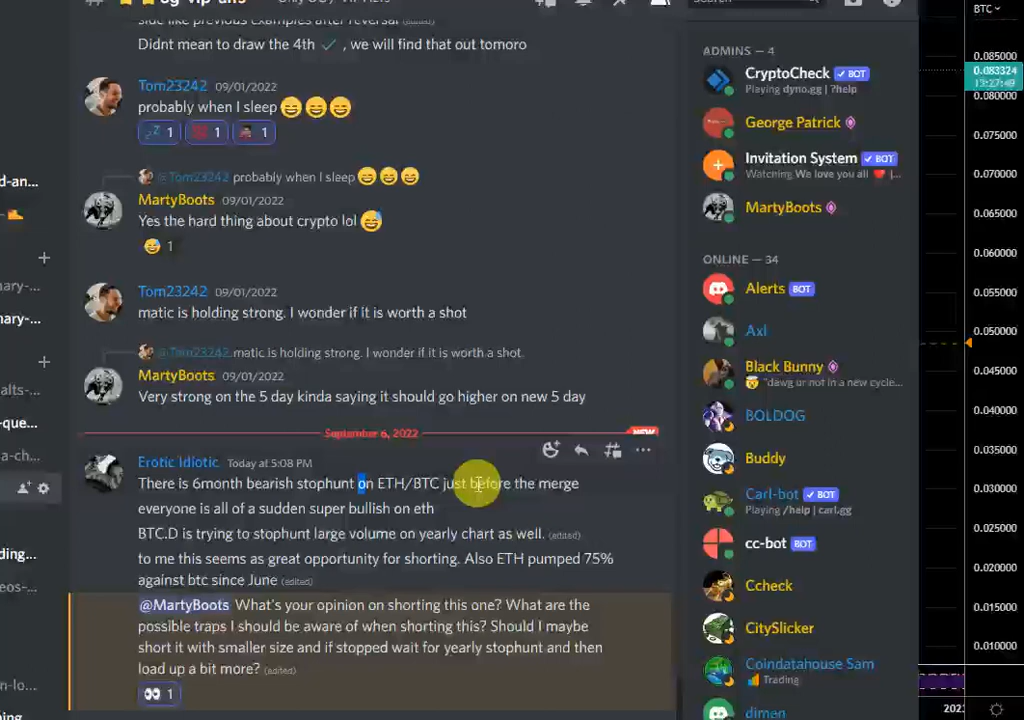 side like previous examples after reversal (edited)
Didnt mean to draw the 4th ✓ , we will find that out tomoro
Tom23242 09/01/2022
probably when I sleep 😄😄😄
💤 1 💯 1 1
@Tom23242 probably when I sleep 😄😄😄
MartyBoots 09/01/2022
Yes the hard thing about crypto lol 😅
😅 1
Tom23242 09/01/2022
matic is holding strong. I wonder if it is worth a shot
@Tom23242 matic is holding strong. I wonder if it is worth a shot.
MartyBoots 09/01/2022
Very strong on the 5 day kinda saying it should go higher on new 5 day
September 6, 2022 NEW
Erotic Idiotic Today at 5:08 PM
There is 6month bearish stophunt on ETH/BTC just before the merge
everyone is all of a sudden super bullish on eth
BTC.D is trying to stophunt large volume on yearly chart as well. (edited)
to me this seems as great opportunity for shorting. Also ETH pumped 75%
against btc since June (edited)
@MartyBoots What's your opinion on shorting this one? What are the
possible traps I should be aware of when shorting this? Should I maybe
short it with smaller size and if stopped wait for yearly stophunt and then
load up a bit more? (edited)
👀 1
ADMINS — 4
CryptoCheck ✓ BOT
Playing dyno.gg | ?help
George Patrick
Invitation System ✓ BOT
Watching We love you all ❤ |...
MartyBoots
ONLINE — 34
Alerts BOT
Axl
Black Bunny
"dawg or not in a new cycle...
BOLDOG
Buddy
Carl-bot ✓ BOT
Playing /help | carl.gg
cc-bot BOT
Ccheck
CitySlicker
Coindatahouse Sam
Trading
dimen
BTC
0.085000
0.083324
13:27:49
0.080000
0.075000
0.070000
0.065000
0.060000
0.055000
0.050000
0.045000
0.040000
0.035000
0.030000
0.027500
0.025000
0.020000
0.015000
0.010000